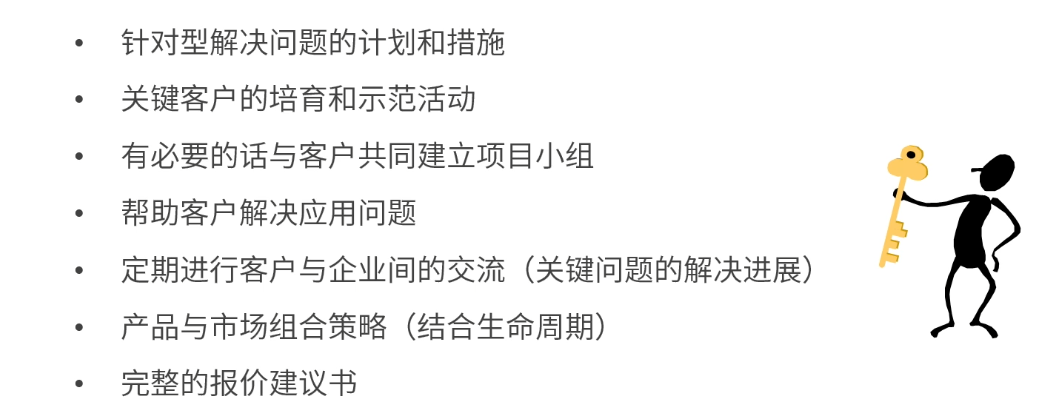 • 针对型解决问题的计划和措施
• 关键客户的培育和示范活动
• 有必要的话与客户共同建立项目小组
• 帮助客户解决应用问题
• 定期进行客户与企业间的交流（关键问题的解决进展）
• 产品与市场组合策略（结合生命周期）
• 完整的报价建议书